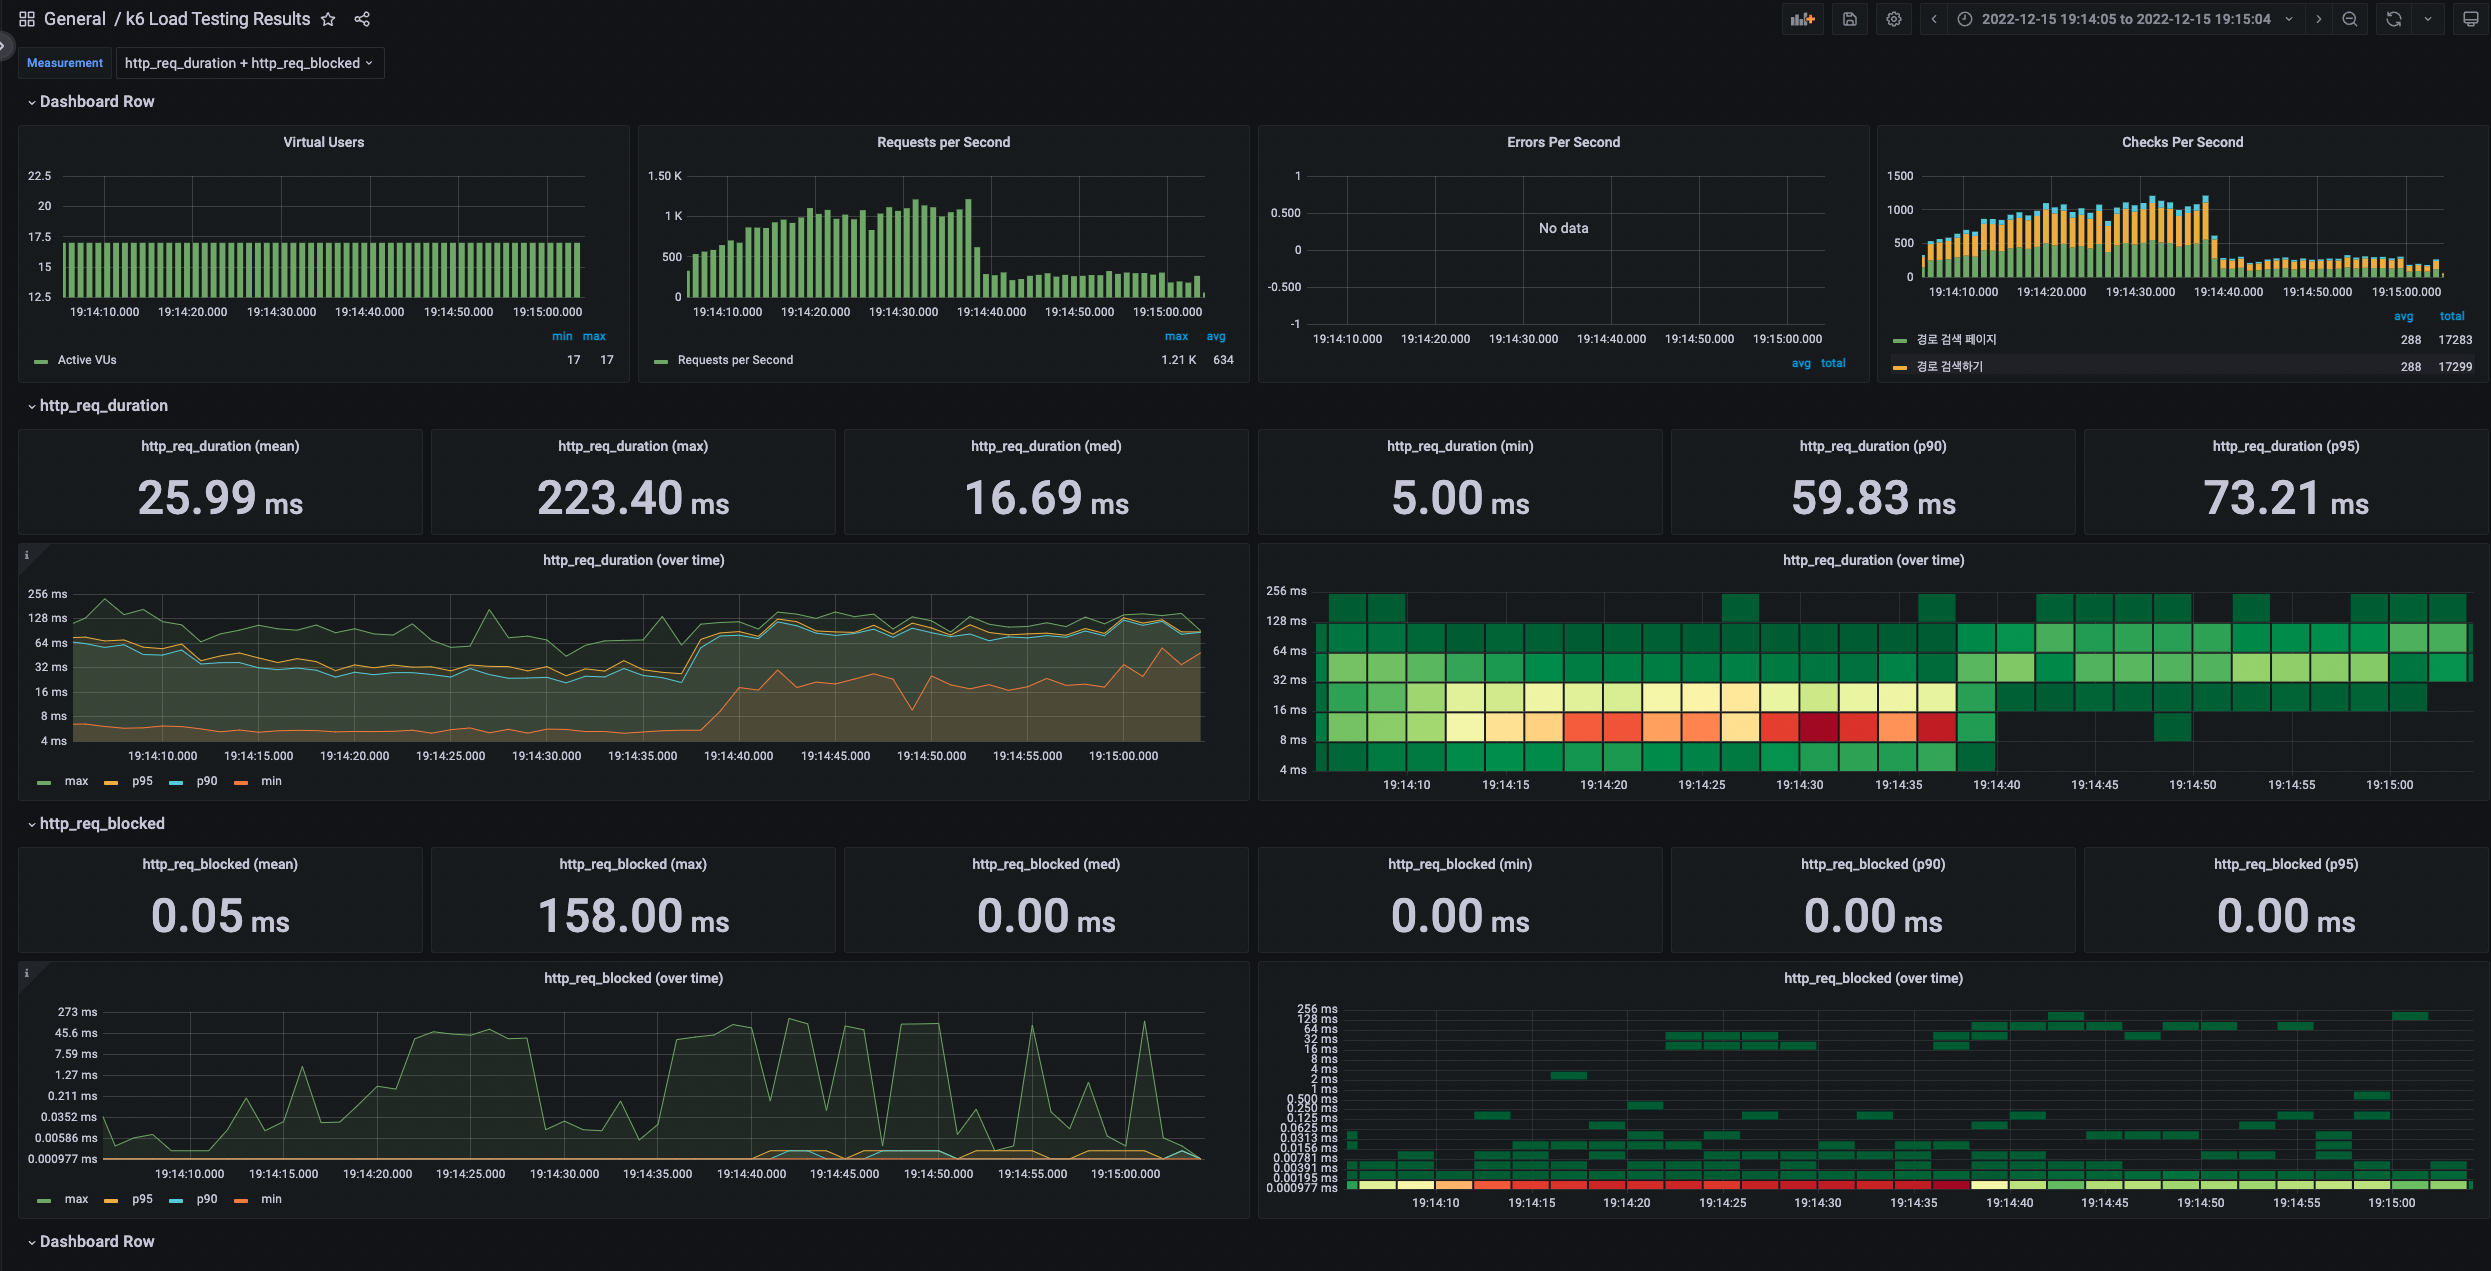 General / k6 Load Testing Results
2022-12-15 19:14:05 to 2022-12-15 19:15:04
Measurement http_req_duration + http_req_blocked
Dashboard Row
Virtual Users
22.5
20
17.5
15
12.5
19:14:10.000 19:14:20.000 19:14:30.000 19:14:40.000 19:14:50.000 19:15:00.000
min max
Active VUs 17 17
Requests per Second
1.50 K
1 K
500
0
19:14:10.000 19:14:20.000 19:14:30.000 19:14:40.000 19:14:50.000 19:15:00.000
max avg
Requests per Second 1.21 K 634
Errors Per Second
1
0.500
0
-0.500
-1
No data
19:14:10.000 19:14:20.000 19:14:30.000 19:14:40.000 19:14:50.000 19:15:00.000
avg total
Checks Per Second
1500
1000
500
0
19:14:10.000 19:14:20.000 19:14:30.000 19:14:40.000 19:14:50.000 19:15:00.000
avg total
경로 검색 페이지 288 17283
경로 검색하기 288 17299
http_req_duration
http_req_duration (mean)
25.99 ms
http_req_duration (max)
223.40 ms
http_req_duration (med)
16.69 ms
http_req_duration (min)
5.00 ms
http_req_duration (p90)
59.83 ms
http_req_duration (p95)
73.21 ms
http_req_duration (over time)
256 ms
128 ms
64 ms
32 ms
16 ms
8 ms
4 ms
19:14:10.000 19:14:15.000 19:14:20.000 19:14:25.000 19:14:30.000 19:14:35.000 19:14:40.000 19:14:45.000 19:14:50.000 19:14:55.000 19:15:00.000
max p95 p90 min
http_req_duration (over time)
256 ms
128 ms
64 ms
32 ms
16 ms
8 ms
4 ms
19:14:10 19:14:15 19:14:20 19:14:25 19:14:30 19:14:35 19:14:40 19:14:45 19:14:50 19:14:55 19:15:00
http_req_blocked
http_req_blocked (mean)
0.05 ms
http_req_blocked (max)
158.00 ms
http_req_blocked (med)
0.00 ms
http_req_blocked (min)
0.00 ms
http_req_blocked (p90)
0.00 ms
http_req_blocked (p95)
0.00 ms
http_req_blocked (over time)
273 ms
45.6 ms
7.59 ms
1.27 ms
0.211 ms
0.0352 ms
0.00586 ms
0.000977 ms
19:14:10.000 19:14:15.000 19:14:20.000 19:14:25.000 19:14:30.000 19:14:35.000 19:14:40.000 19:14:45.000 19:14:50.000 19:14:55.000 19:15:00.000
max p95 p90 min
http_req_blocked (over time)
256 ms
128 ms
64 ms
32 ms
16 ms
8 ms
4 ms
2 ms
1 ms
0.500 ms
0.250 ms
0.125 ms
0.0625 ms
0.0313 ms
0.0156 ms
0.00781 ms
0.00391 ms
0.00195 ms
0.000977 ms
19:14:10 19:14:15 19:14:20 19:14:25 19:14:30 19:14:35 19:14:40 19:14:45 19:14:50 19:14:55 19:15:00
Dashboard Row